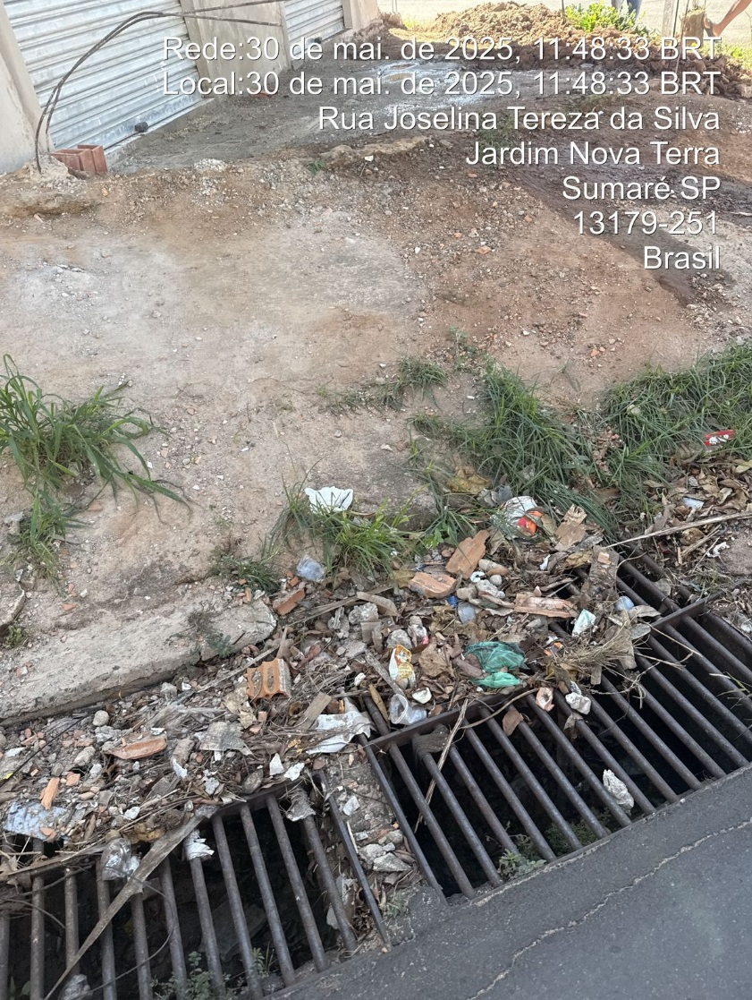 Rede:30 de mai. de 2025, 11:48:33 BRT
Local:30 de mai. de 2025, 11:48:33 BRT
Rua Joselina Tereza da Silva
Jardim Nova Terra
Sumaré SP
13179-251
Brasil